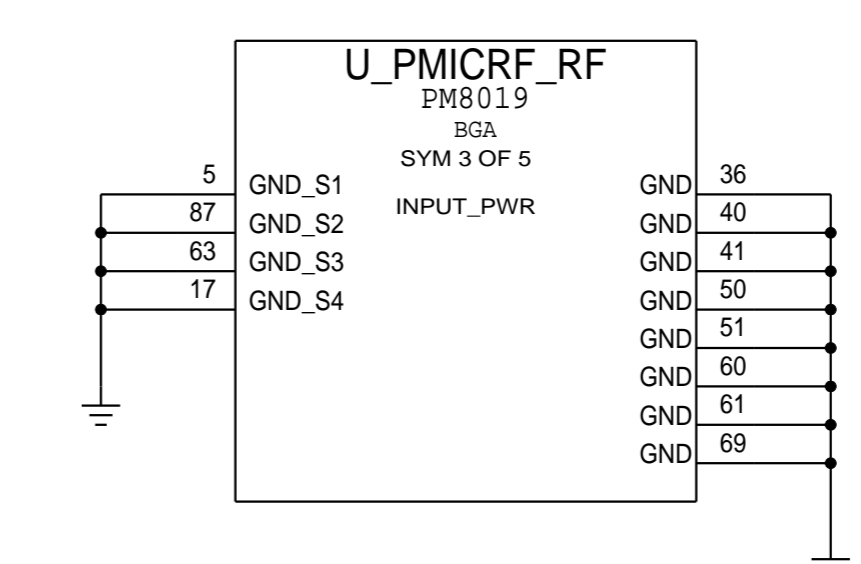 U_PMICRF_RF
PM8019
BGA
SYM 3 OF 5
INPUT_PWR
5 GND_S1
87 GND_S2
63 GND_S3
17 GND_S4
GND 36
GND 40
GND 41
GND 50
GND 51
GND 60
GND 61
GND 69